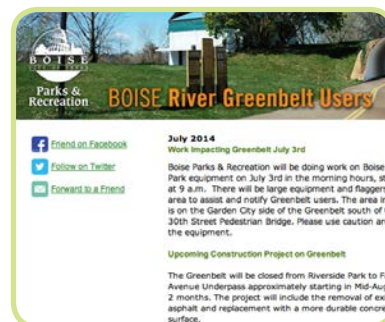 BOISE
Parks &
Recreation
BOISE River Greenbelt Users
Friend on Facebook
Follow on Twitter
Forward to a Friend
July 2014
Work Impacting Greenbelt July 3rd
Boise Parks & Recreation will be doing work on Boise
Park equipment on July 3rd in the morning hours, st
at 9 a.m. There will be large equipment and flaggers
area to assist and notify Greenbelt users. The area in
is on the Garden City side of the Greenbelt south of
30th Street Pedestrian Bridge. Please use caution ar
the equipment.
Upcoming Construction Project on Greenbelt
The Greenbelt will be closed from Riverside Park to F
Avenue Underpass approximately starting in Mid-Aug
2 months. The project will include the removal of ex
asphalt and replacement with a more durable concre
surface.